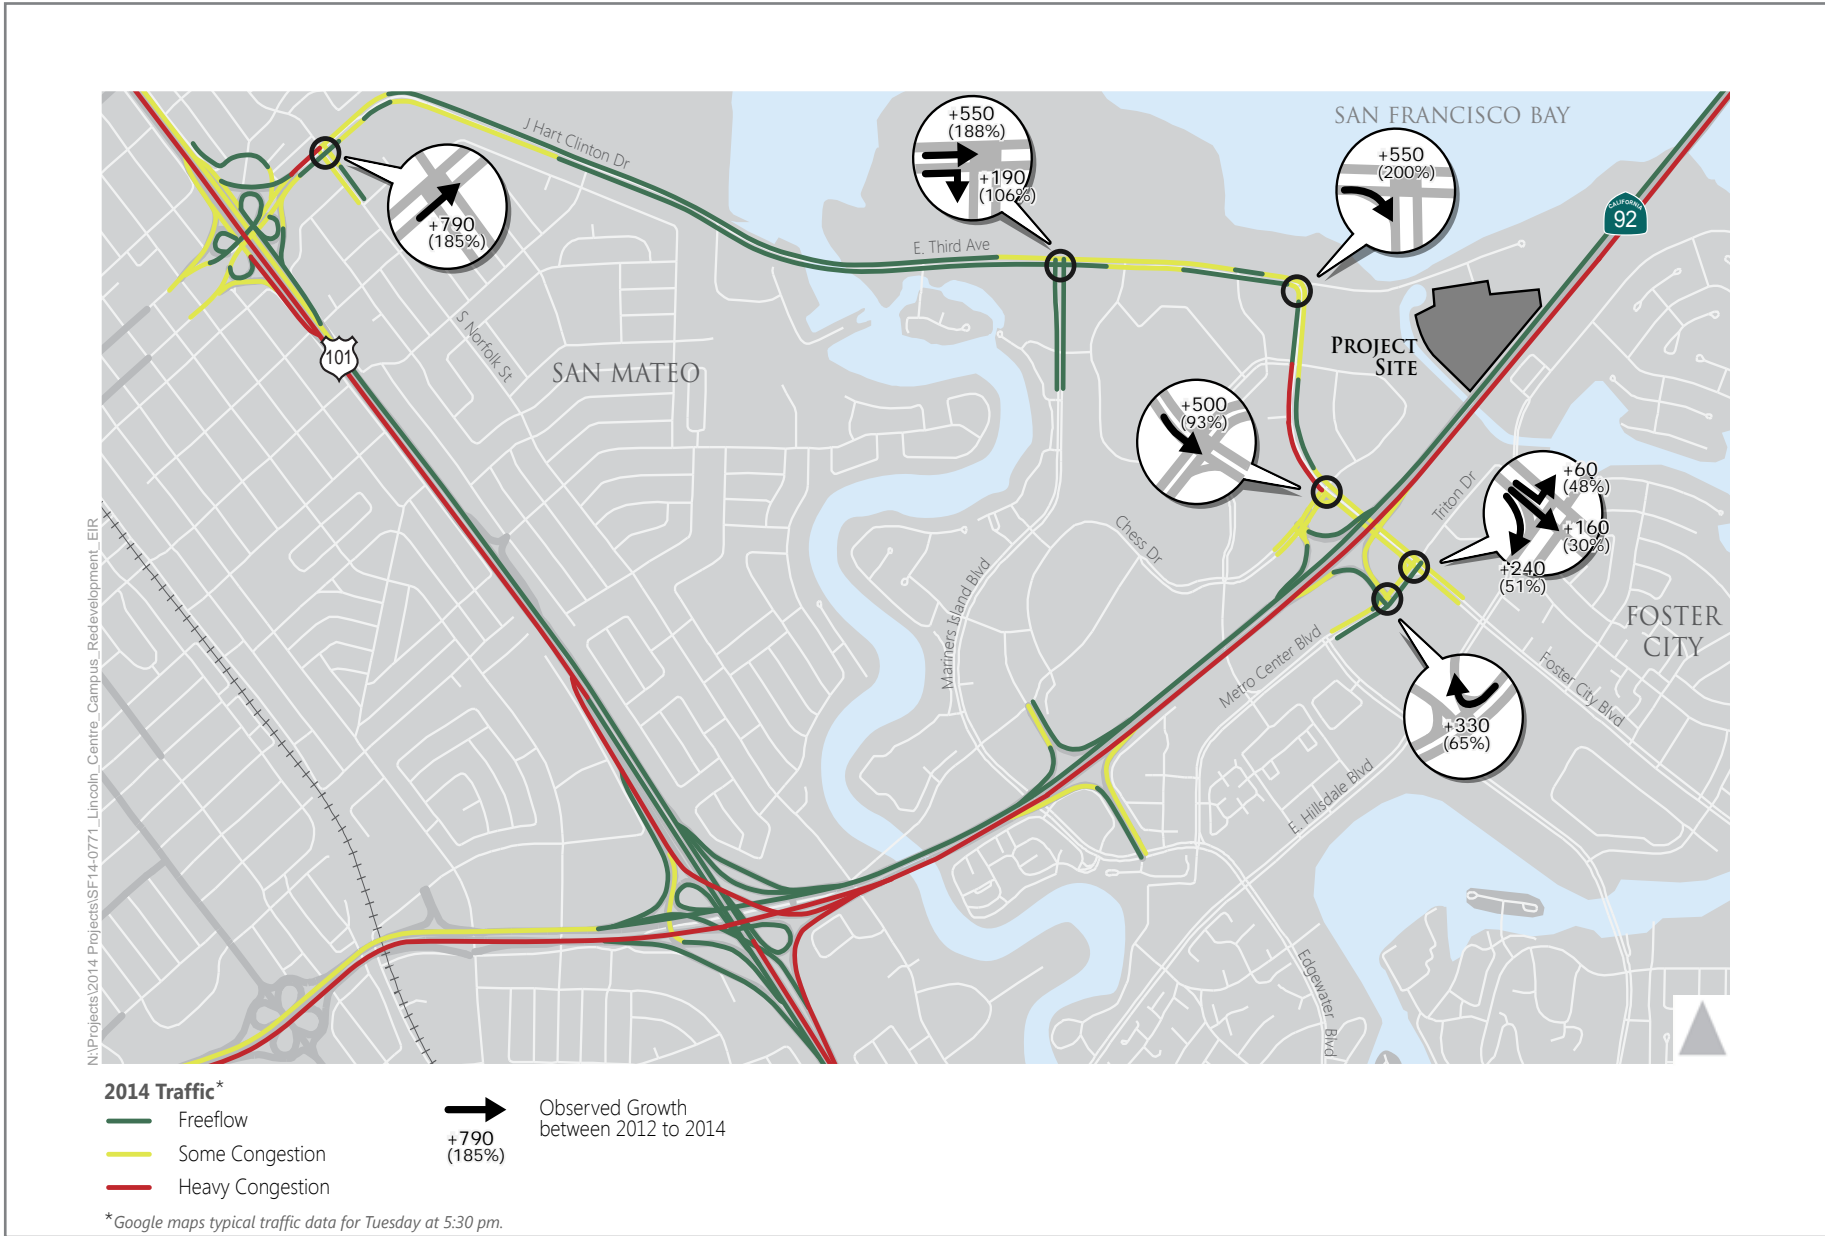 SAN FRANCISCO BAY
J Hart Clinton Dr
+550
(188%)
+190
(106%)
+550
(200%)
CALIFORNIA
92
+790
(185%)
E. Third Ave
S Norfolk St
101
SAN MATEO
PROJECT
SITE
+500
(93%)
Triton Dr
+60
(48%)
+160
(30%)
+240
(51%)
Chess Dr
Mariners Island Blvd
FOSTER
CITY
Metro Center Blvd
Foster City Blvd
+330
(65%)
E. Hillsdale Blvd
Edgewater Blvd
N:\Projects\2014 Projects\SF14-0771_Lincoln_Centre_Campus_Redevelopment_EIR
2014 Traffic*
Freeflow
Some Congestion
Heavy Congestion
+790
(185%)
Observed Growth
between 2012 to 2014
*Google maps typical traffic data for Tuesday at 5:30 pm.